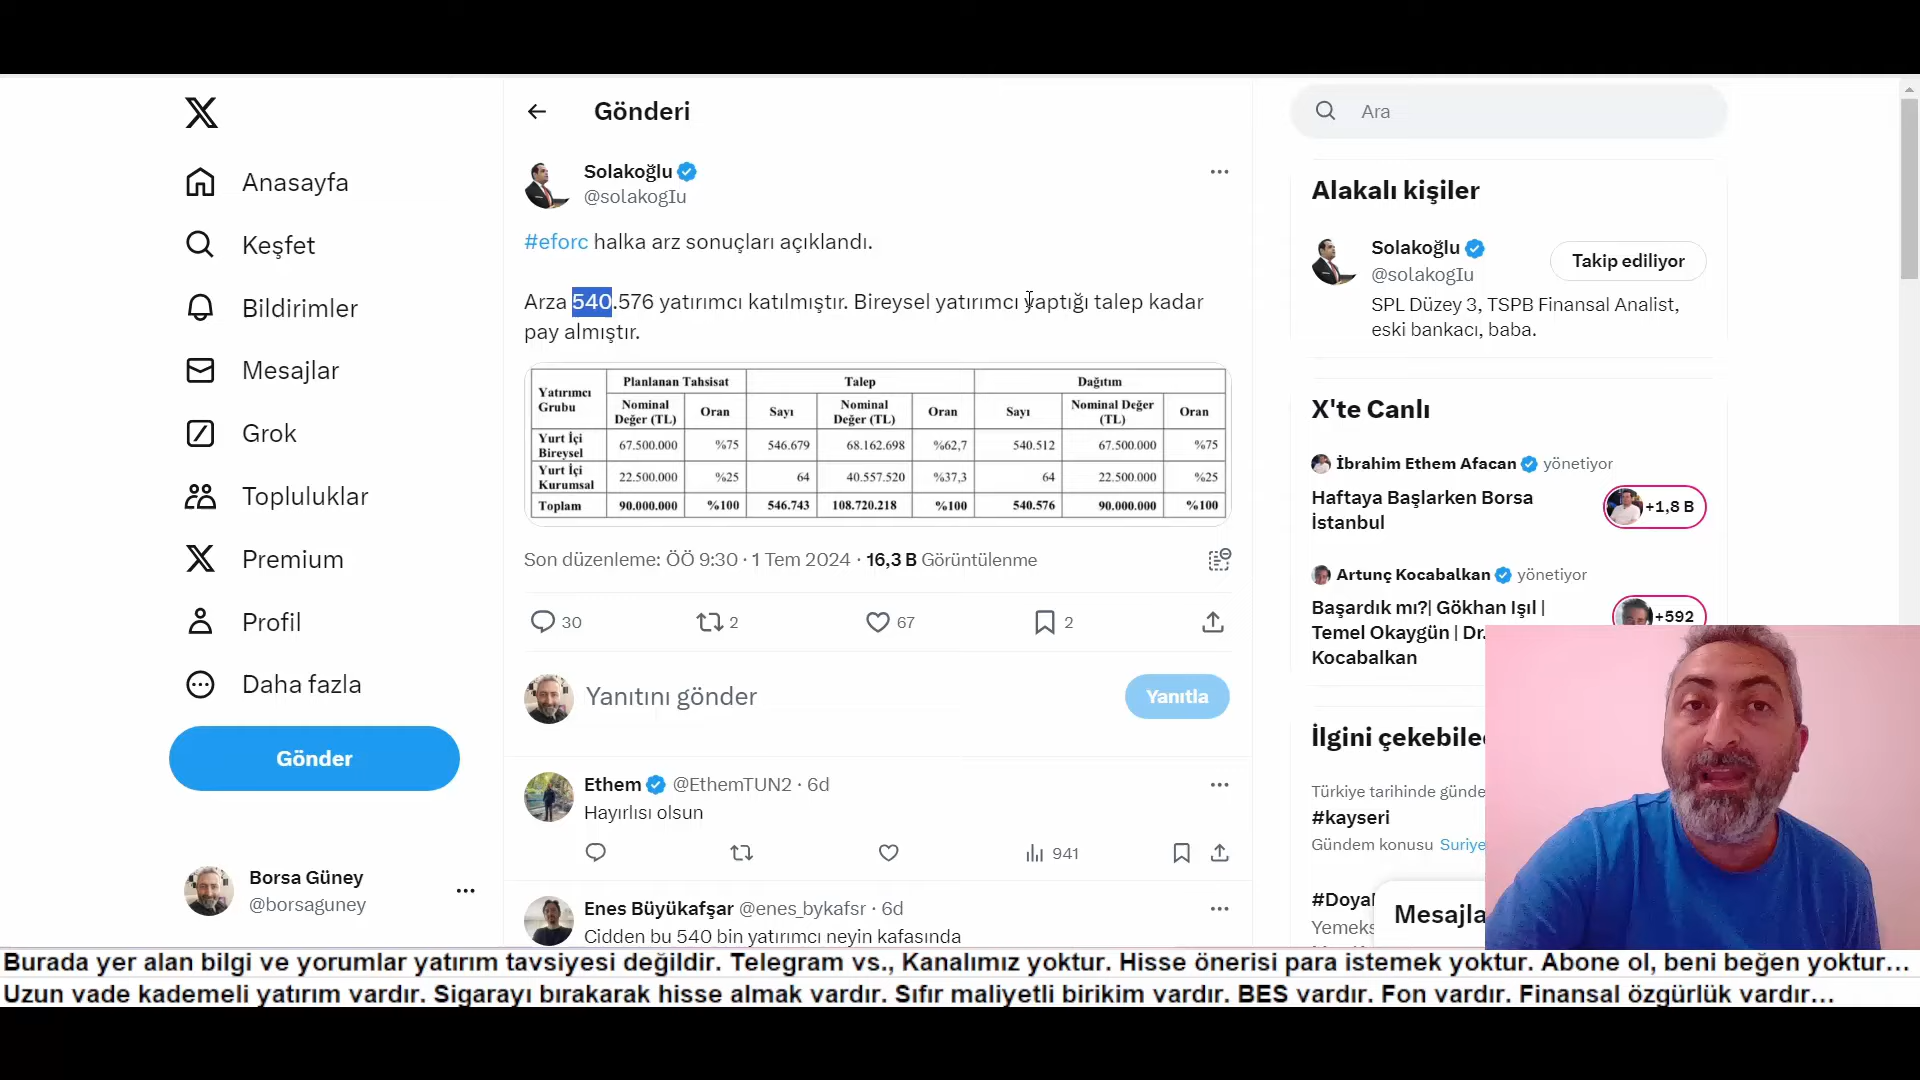 Anasayfa
Keşfet
Bildirimler
Mesajlar
Grok
Topluluklar
Premium
Profil
Daha fazla
Gönder
Borsa Güney
@borsaguney
Gönderi
Solakoğlu
@solakogIu
#eforc halka arz sonuçları açıklandı.
Arza 540.576 yatırımcı katılmıştır. Bireysel yatırımcı yaptığı talep kadar
pay almıştır.
Yatırımcı Grubu Planlanan Tahsisat Talep Dağıtım
Nominal Değer (TL) Oran Sayı Nominal Değer (TL) Oran Sayı Nominal Değer (TL) Oran
Yurt İçi Bireysel 67.500.000 %75 546.679 68.162.698 %62,7 540.512 67.500.000 %75
Yurt İçi Kurumsal 22.500.000 %25 64 40.557.520 %37,3 64 22.500.000 %25
Toplam 90.000.000 %100 546.743 108.720.218 %100 540.576 90.000.000 %100
Son düzenleme: ÖÖ 9:30 · 1 Tem 2024 · 16,3 B Görüntülenme
30 2 67 2
Yanıtını gönder
Yanıtla
Ethem @EthemTUN2 · 6d
Hayırlısı olsun
941
Enes Büyükafşar @enes_bykafsr · 6d
Cidden bu 540 bin yatırımcı neyin kafasında
Ara
Alakalı kişiler
Solakoğlu
@solakogIu
Takip ediliyor
SPL Düzey 3, TSPB Finansal Analist,
eski bankacı, baba.
X'te Canlı
İbrahim Ethem Afacan yönetiyor
Haftaya Başlarken Borsa
İstanbul
+1,8 B
Artunç Kocabalkan yönetiyor
Başardık mı?| Gökhan Işıl |
Temel Okaygün | Dr.
Kocabalkan
+592
İlgini çekebile
Türkiye tarihinde günde
#kayseri
Gündem konusu Suriye
#Doya
Yemeks
Mesajla
Burada yer alan bilgi ve yorumlar yatırım tavsiyesi değildir. Telegram vs., Kanalımız yoktur. Hisse önerisi para istemek yoktur. Abone ol, beni beğen yoktur...
Uzun vade kademeli yatırım vardır. Sigarayı bırakarak hisse almak vardır. Sıfır maliyetli birikim vardır. BES vardır. Fon vardır. Finansal özgürlük vardır...